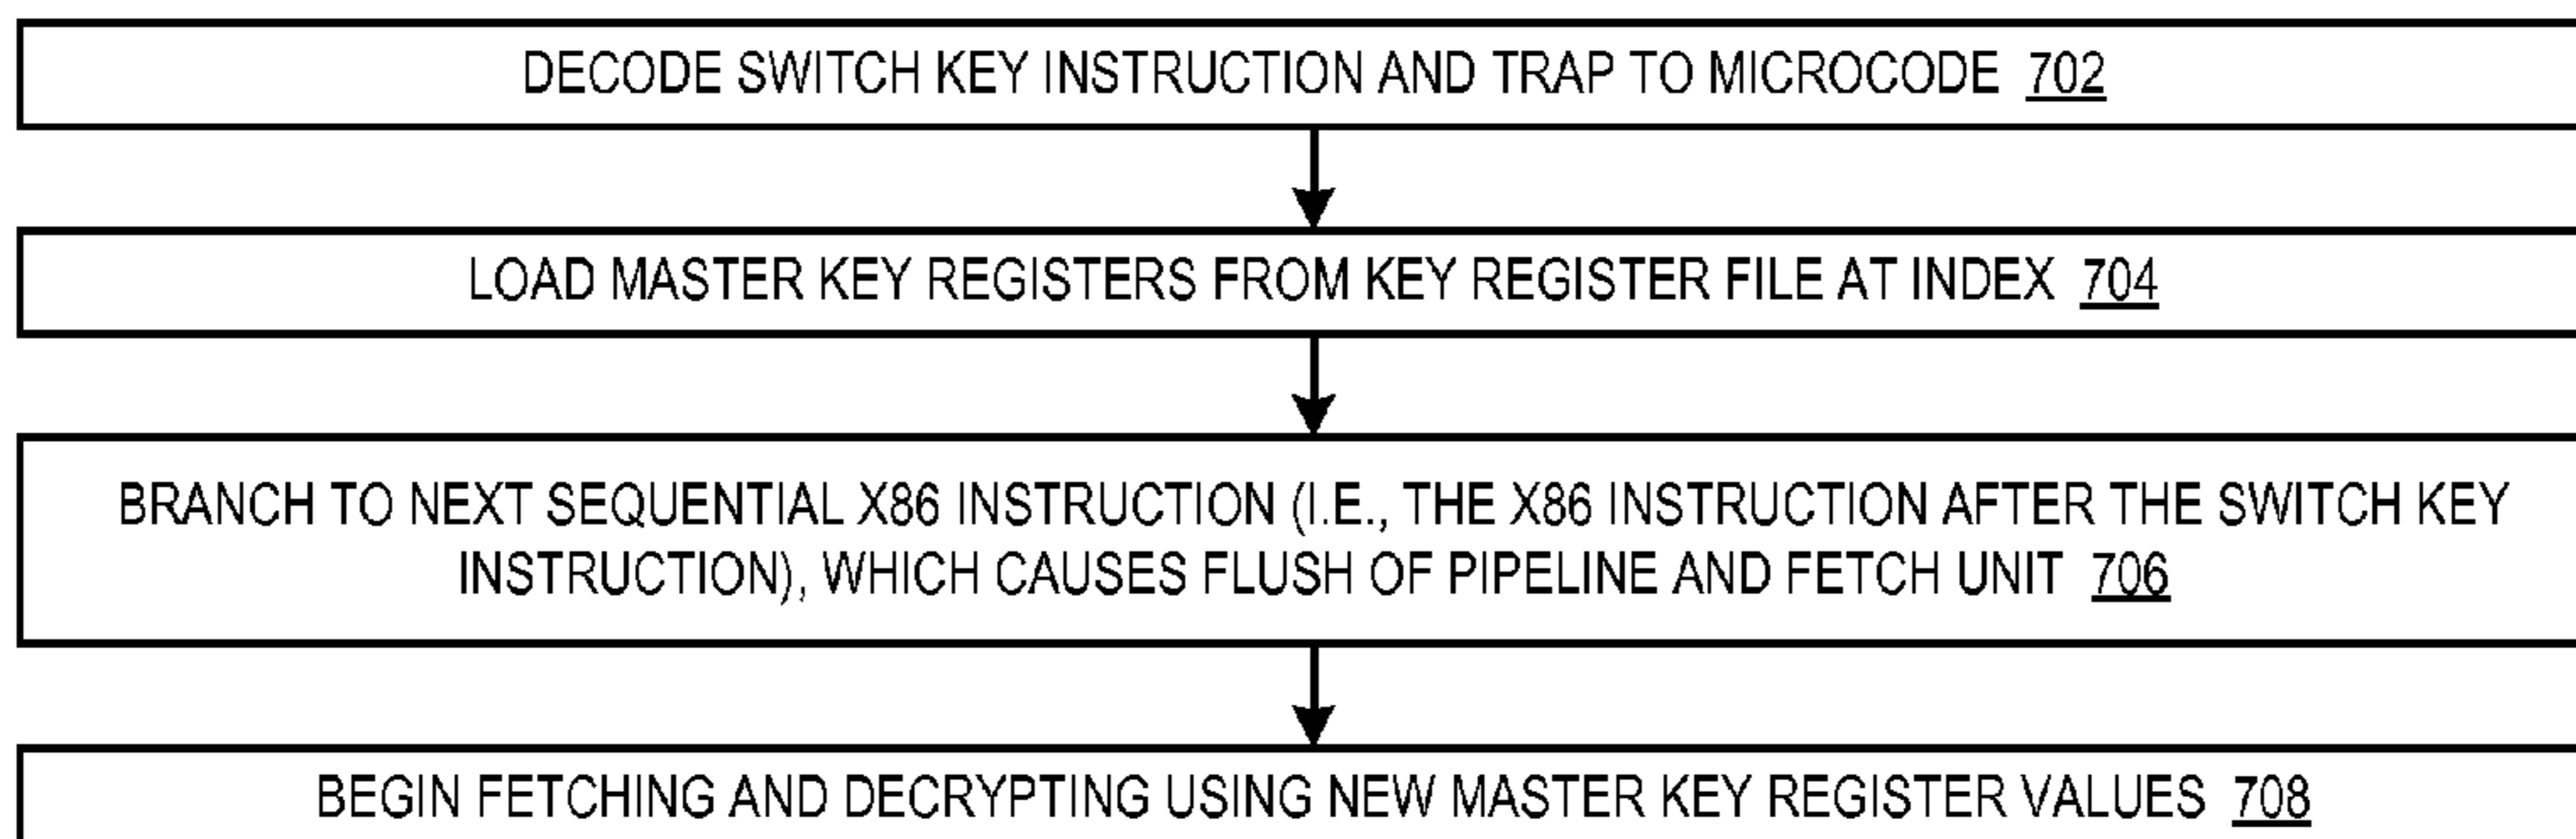 DECODE SWITCH KEY INSTRUCTION AND TRAP TO MICROCODE 702
LOAD MASTER KEY REGISTERS FROM KEY REGISTER FILE AT INDEX 704
BRANCH TO NEXT SEQUENTIAL X86 INSTRUCTION (I.E., THE X86 INSTRUCTION AFTER THE SWITCH KEY
INSTRUCTION), WHICH CAUSES FLUSH OF PIPELINE AND FETCH UNIT 706
BEGIN FETCHING AND DECRYPTING USING NEW MASTER KEY REGISTER VALUES 708